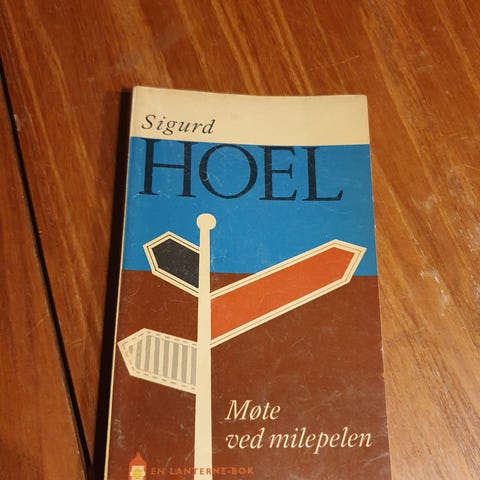 Sigurd
HOEL
Møte
ved milepelen
EN LANTERNE-BOK